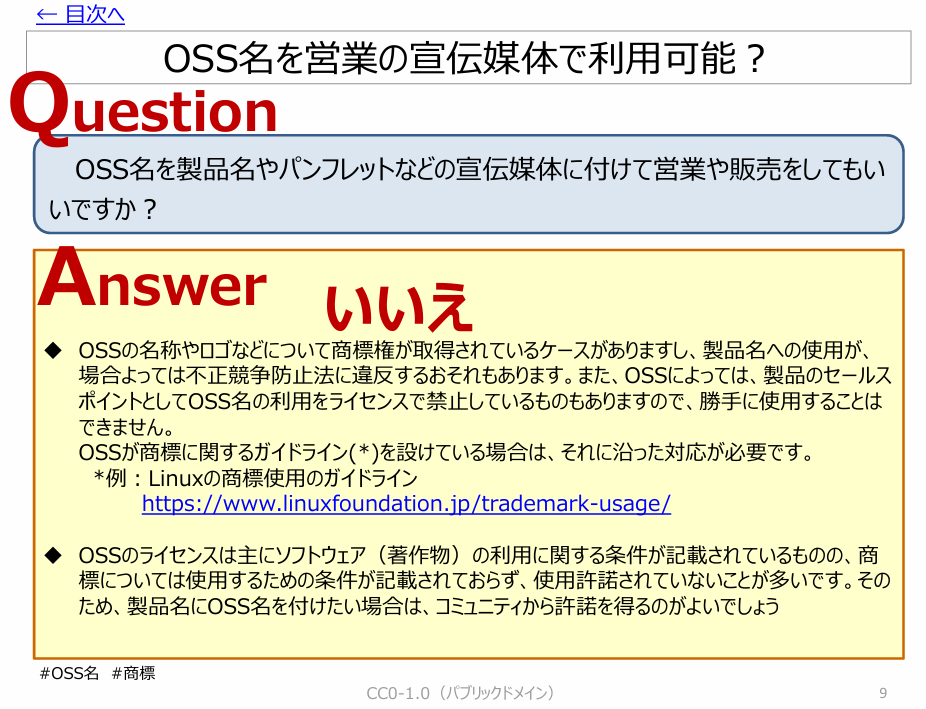 ← 目次へ
OSS名を営業の宣伝媒体で利用可能？
Question
OSS名を製品名やパンフレットなどの宣伝媒体に付けて営業や販売をしてもい
いですか？
Answer
いいえ
◆ OSSの名称やロゴなどについて商標権が取得されているケースがありますし、製品名への使用が、
場合よっては不正競争防止法に違反するおそれもあります。また、OSSによっては、製品のセールス
ポイントとしてOSS名の利用をライセンスで禁止しているものもありますので、勝手に使用することは
できません。
OSSが商標に関するガイドライン(*)を設けている場合は、それに沿った対応が必要です。
*例：Linuxの商標使用のガイドライン
https://www.linuxfoundation.jp/trademark-usage/
◆ OSSのライセンスは主にソフトウェア（著作物）の利用に関する条件が記載されているものの、商
標については使用するための条件が記載されておらず、使用許諾されていないことが多いです。その
ため、製品名にOSS名を付けたい場合は、コミュニティから許諾を得るのがよいでしょう
#OSS名 #商標
CC0-1.0（パブリックドメイン）
9